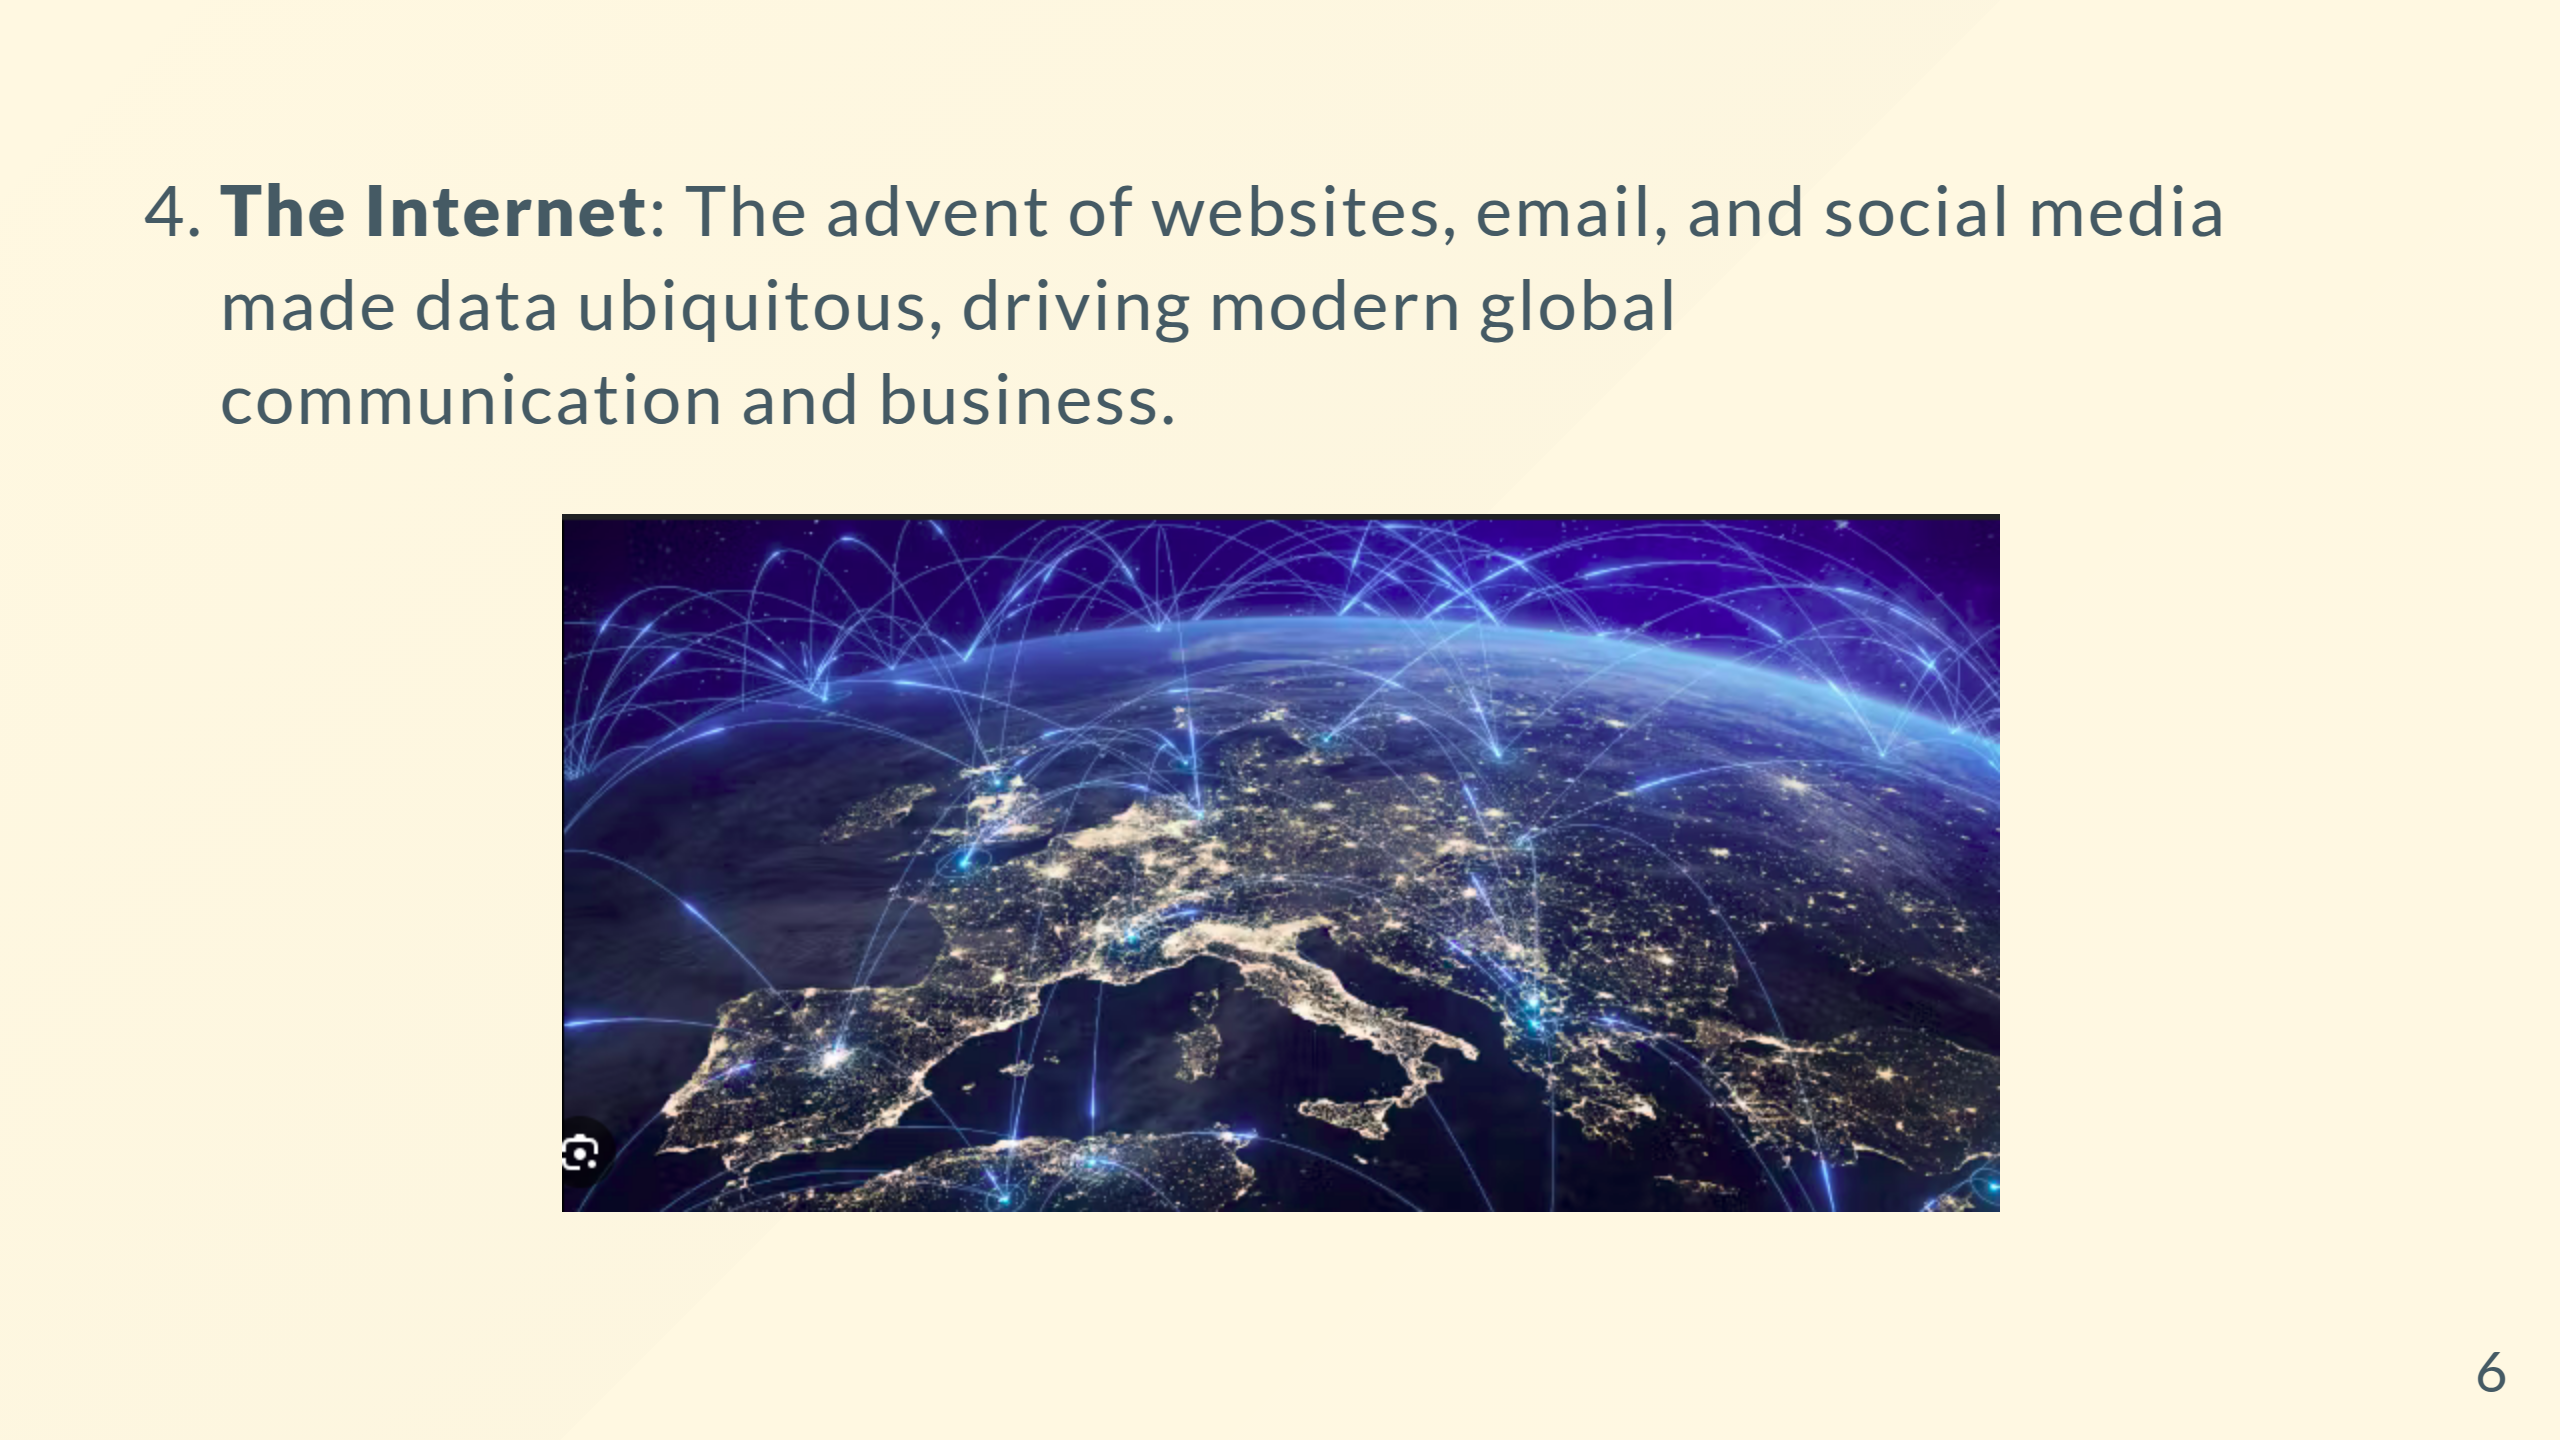 4. The Internet: The advent of websites, email, and social media
made data ubiquitous, driving modern global
communication and business.
6